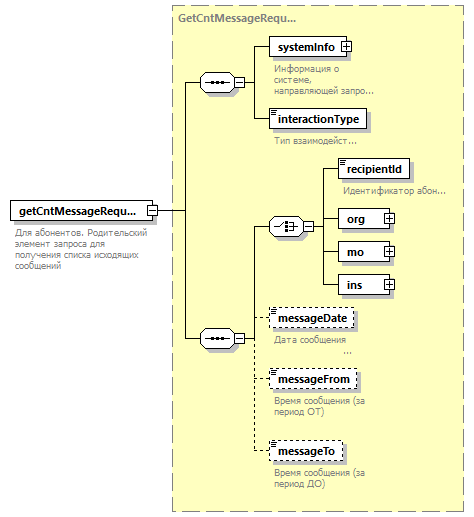 GetCntMessageRequ...
systemInfo
Информация о
системе,
направляющей запро...
interactionType
Тип взаимодейст...
getCntMessageRequ...
Для абонентов. Родительский
элемент запроса для
получения списка исходящих
сообщений
recipientId
Идентификатор абон...
org
mo
ins
messageDate
Дата сообщения
...
messageFrom
Время сообщения (за
период ОТ)
messageTo
Время сообщения (за
период ДО)